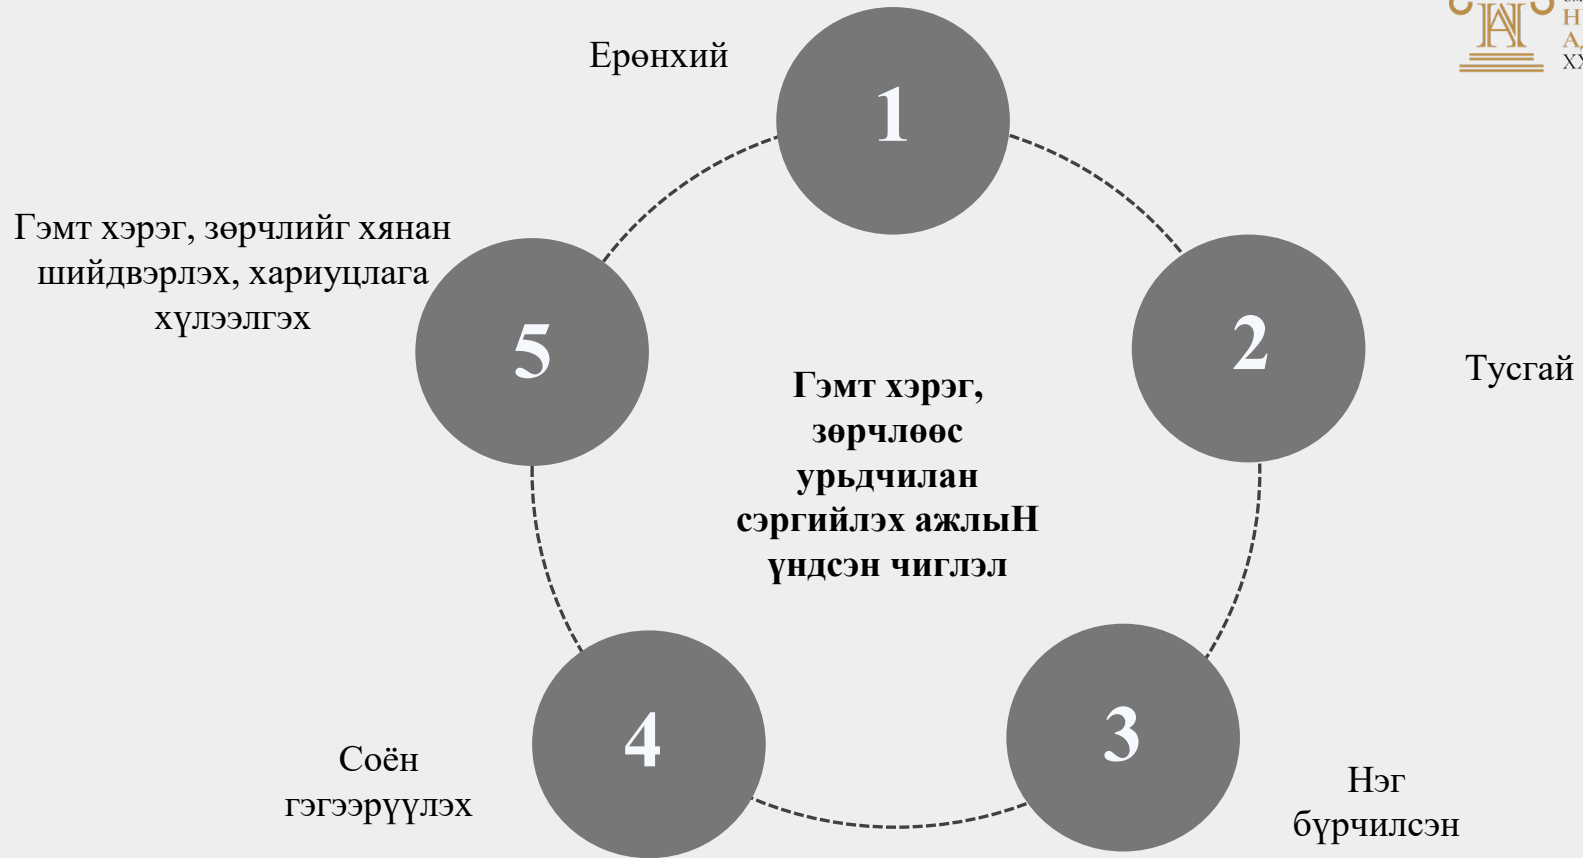 Ерөнхий
1
Гэмт хэрэг, зөрчлийг хянан
шийдвэрлэх, хариуцлага
хүлээлгэх
5
2
Тусгай
Гэмт хэрэг,
зөрчлөөс
урьдчилан
сэргийлэх ажлыН
үндсэн чиглэл
4
3
Соён
гэгээрүүлэх
Нэг
бүрчилсэн